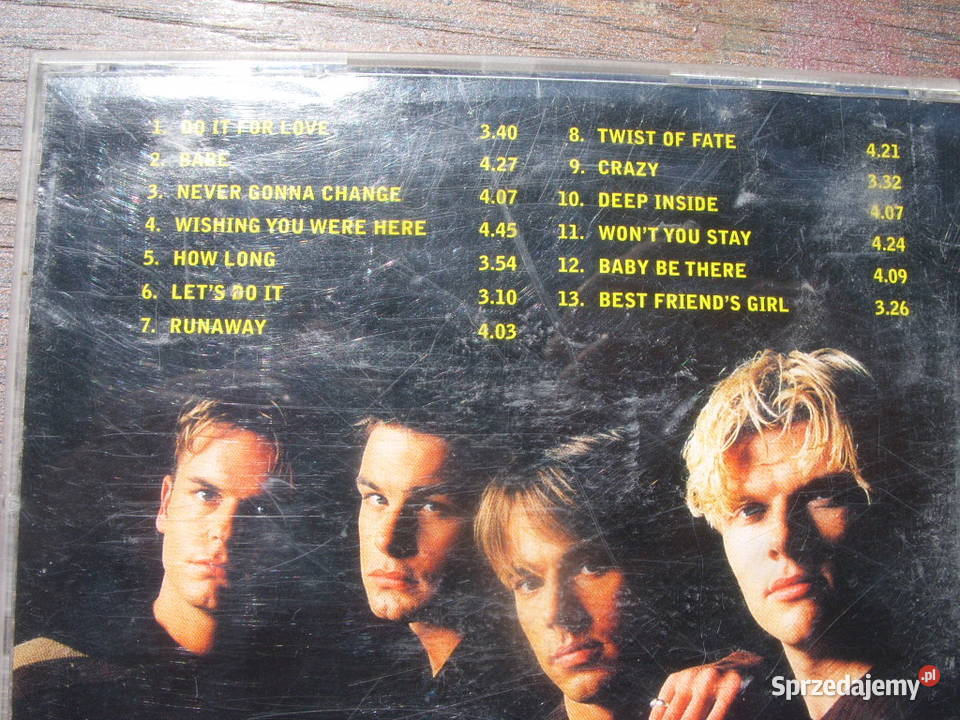 1. DO IT FOR LOVE 3.40
2. BABE 4.27
3. NEVER GONNA CHANGE 4.07
4. WISHING YOU WERE HERE 4.45
5. HOW LONG 3.54
6. LET'S DO IT 3.10
7. RUNAWAY 4.03
8. TWIST OF FATE 4.21
9. CRAZY 3.32
10. DEEP INSIDE 4.07
11. WON'T YOU STAY 4.24
12. BABY BE THERE 4.09
13. BEST FRIEND'S GIRL 3.26
Sprzedajemy.pl